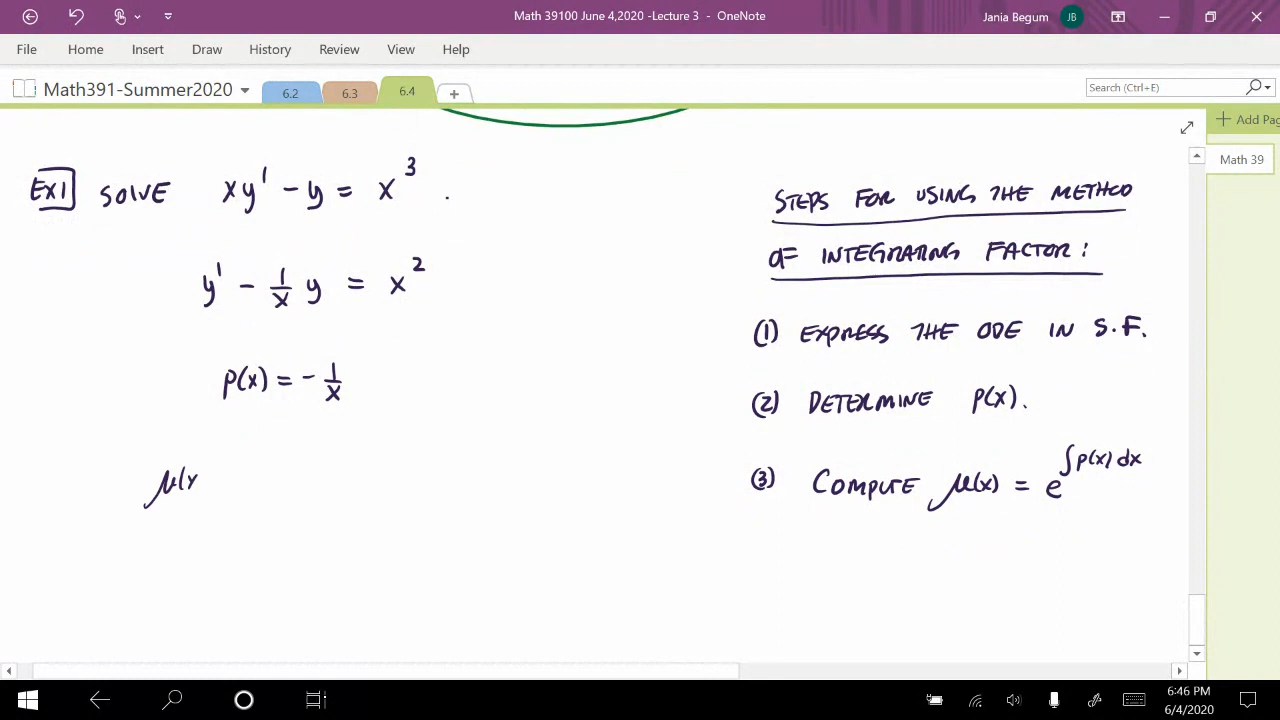 Math 39100 June 4,2020 -Lecture 3 - OneNote
Jania Begum JB
File Home Insert Draw History Review View Help
Math391-Summer2020 6.2 6.3 6.4
Search (Ctrl+E)
Add Pag
Math 39
EX1 SOLVE xy' - y = x^3 .
y' - 1/x y = x^2
p(x) = - 1/x
μ(x
STEPS FOR USING THE METHOD
OF INTEGRATING FACTOR:
(1) EXPRESS THE ODE IN S.F.
(2) DETERMINE p(x).
(3) COMPUTE μ(x) = e^∫p(x) dx
6:46 PM
6/4/2020